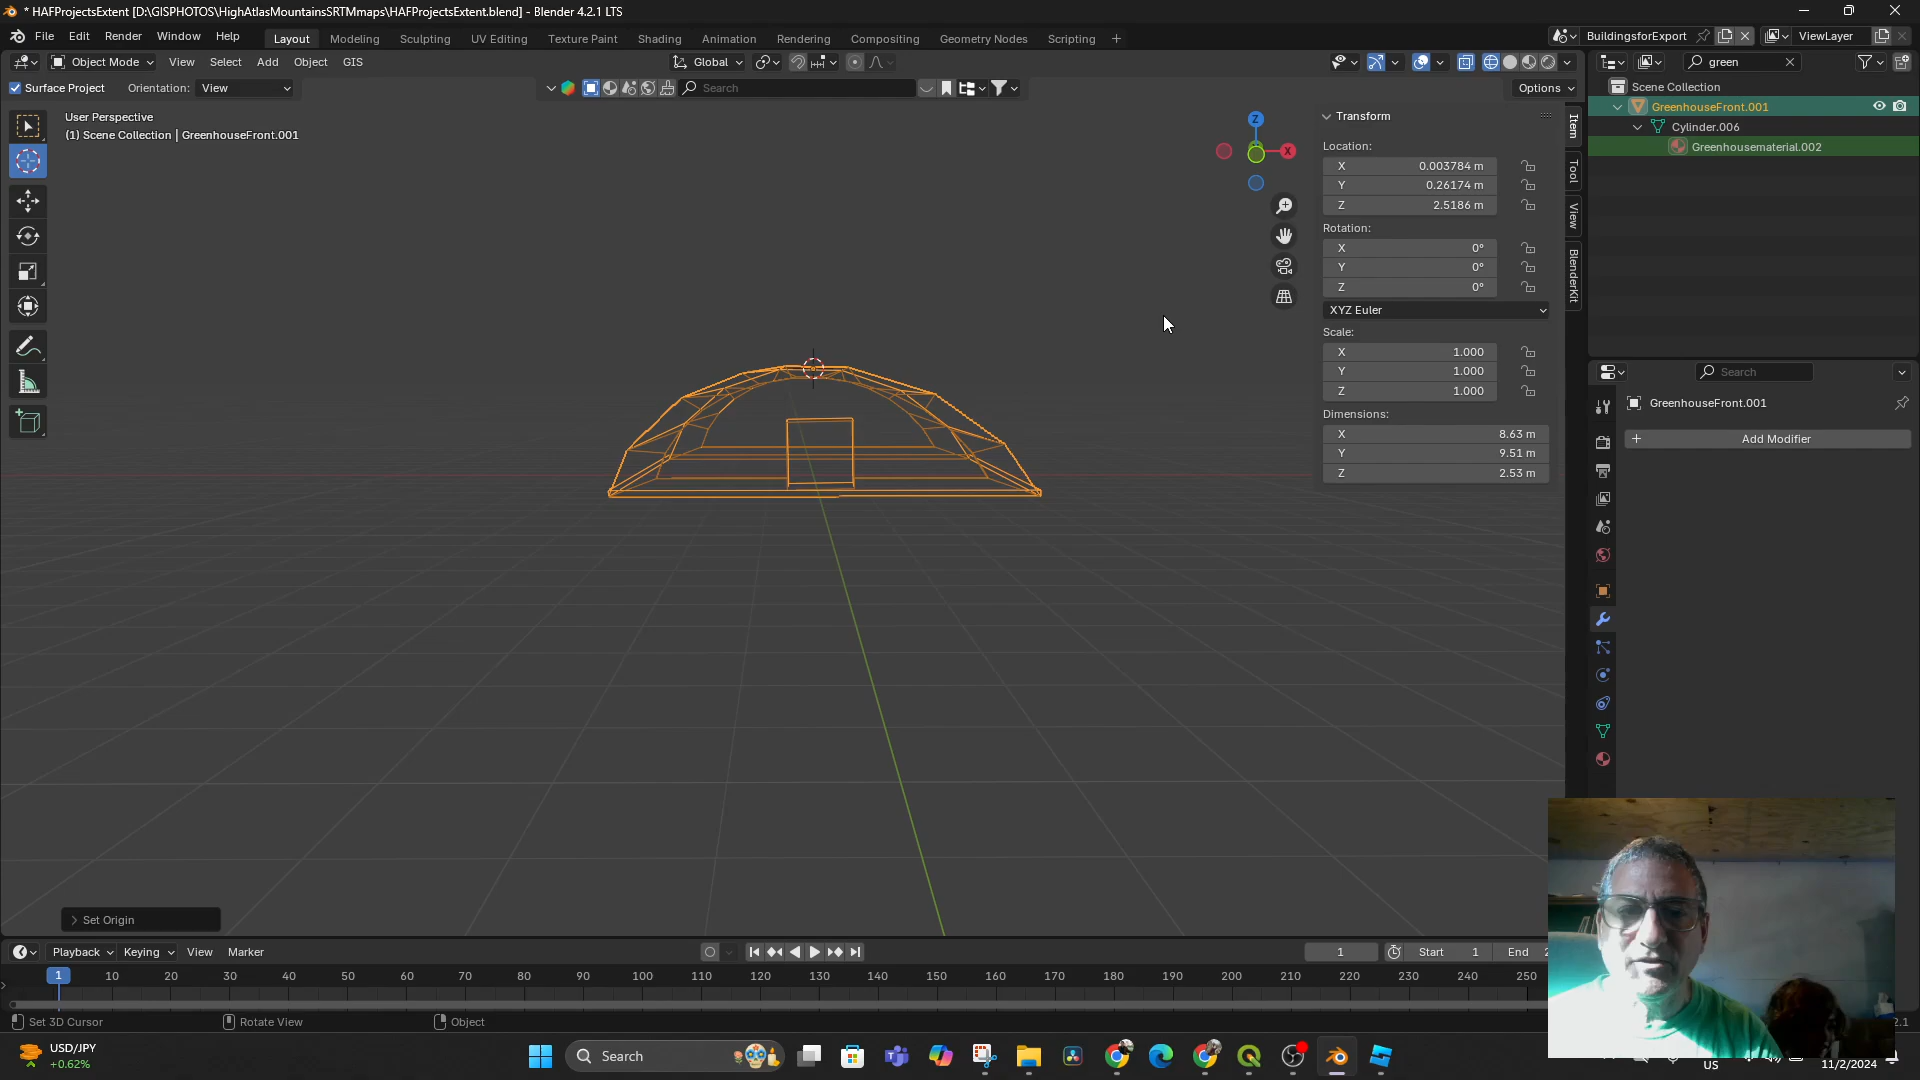 * HAFProjectsExtent [D:\GISPHOTOS\HighAtlasMountainsSRTMmaps\HAFProjectsExtent.blend] - Blender 4.2.1 LTS
File Edit Render Window Help Layout Modeling Sculpting UV Editing Texture Paint Shading Animation Rendering Compositing Geometry Nodes Scripting + BuildingsforExport ViewLayer
Object Mode View Select Add Object GIS Global green
Surface Project Orientation: View Search Options Scene Collection
User Perspective
(1) Scene Collection | GreenhouseFront.001
GreenhouseFront.001
Cylinder.006
Greenhousematerial.002
Z
X
Transform
Location:
X 0.003784 m
Y 0.26174 m
Z 2.5186 m
Rotation:
X 0°
Y 0°
Z 0°
XYZ Euler
Scale:
X 1.000
Y 1.000
Z 1.000
Dimensions:
X 8.63 m
Y 9.51 m
Z 2.53 m
Item
Tool
View
BlenderKit
Search
GreenhouseFront.001
+ Add Modifier
> Set Origin
Playback Keying View Marker 1 Start 1 End 2
1 10 20 30 40 50 60 70 80 90 100 110 120 130 140 150 160 170 180 190 200 210 220 230 240 250
Set 3D Cursor Rotate View Object 2.1
USD/JPY
+0.62%
Search
US
11/2/2024